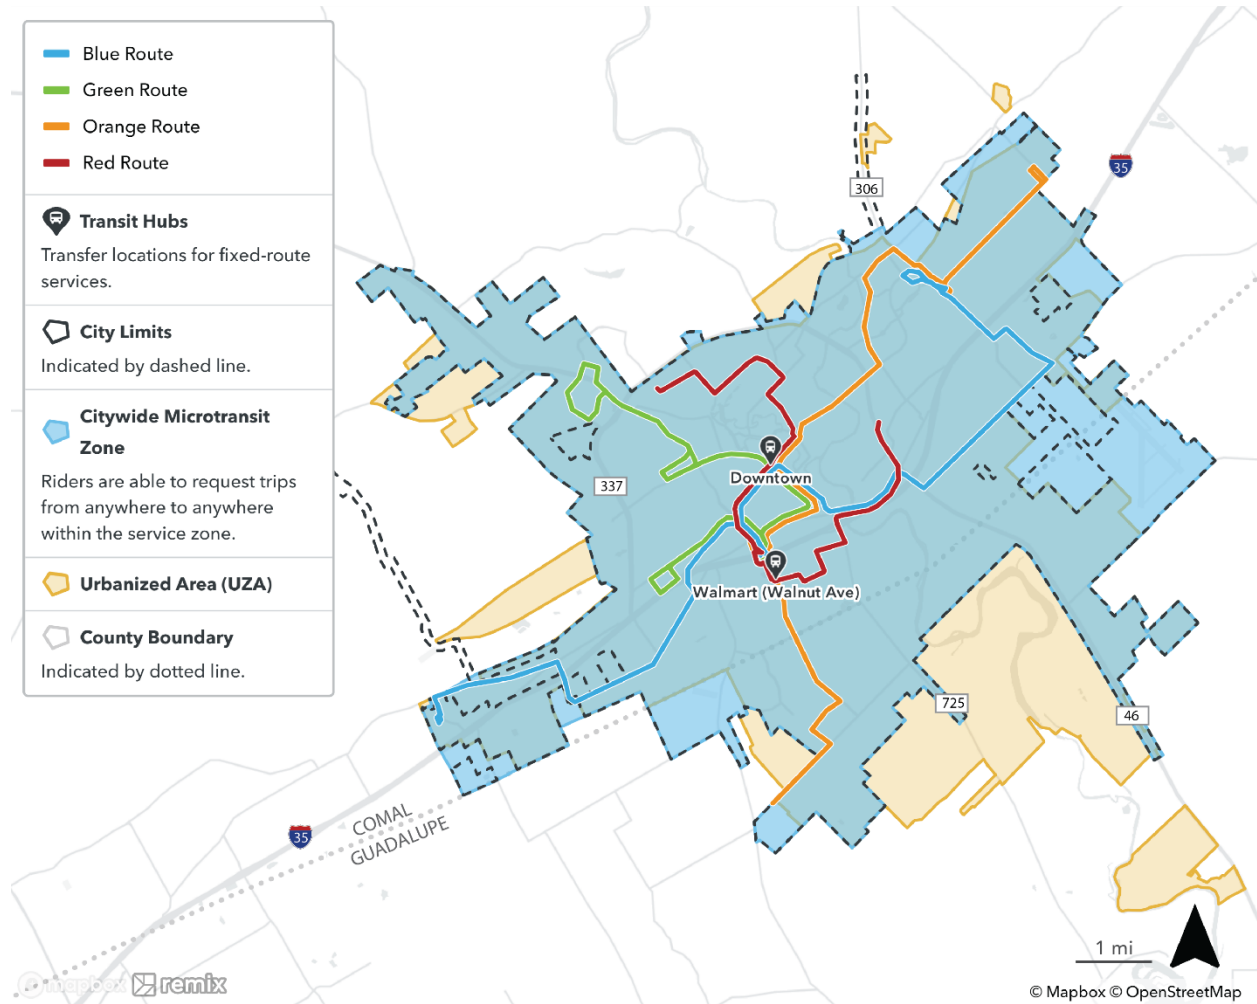 Blue Route
Green Route
Orange Route
Red Route
Transit Hubs
Transfer locations for fixed-route
services.
City Limits
Indicated by dashed line.
Citywide Microtransit
Zone
Riders are able to request trips
from anywhere to anywhere
within the service zone.
Urbanized Area (UZA)
County Boundary
Indicated by dotted line.
35
306
337
Downtown
Walmart (Walnut Ave)
725
46
35
COMAL
GUADALUPE
1 mi
mapbox
remix
© Mapbox © OpenStreetMap